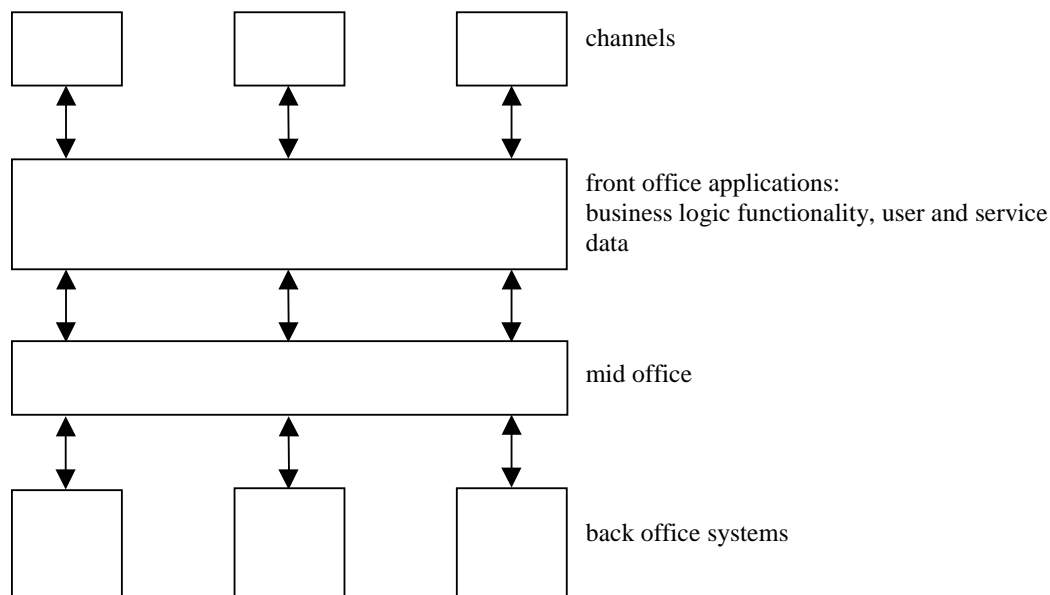 channels
front office applications:
business logic functionality, user and service
data
mid office
back office systems